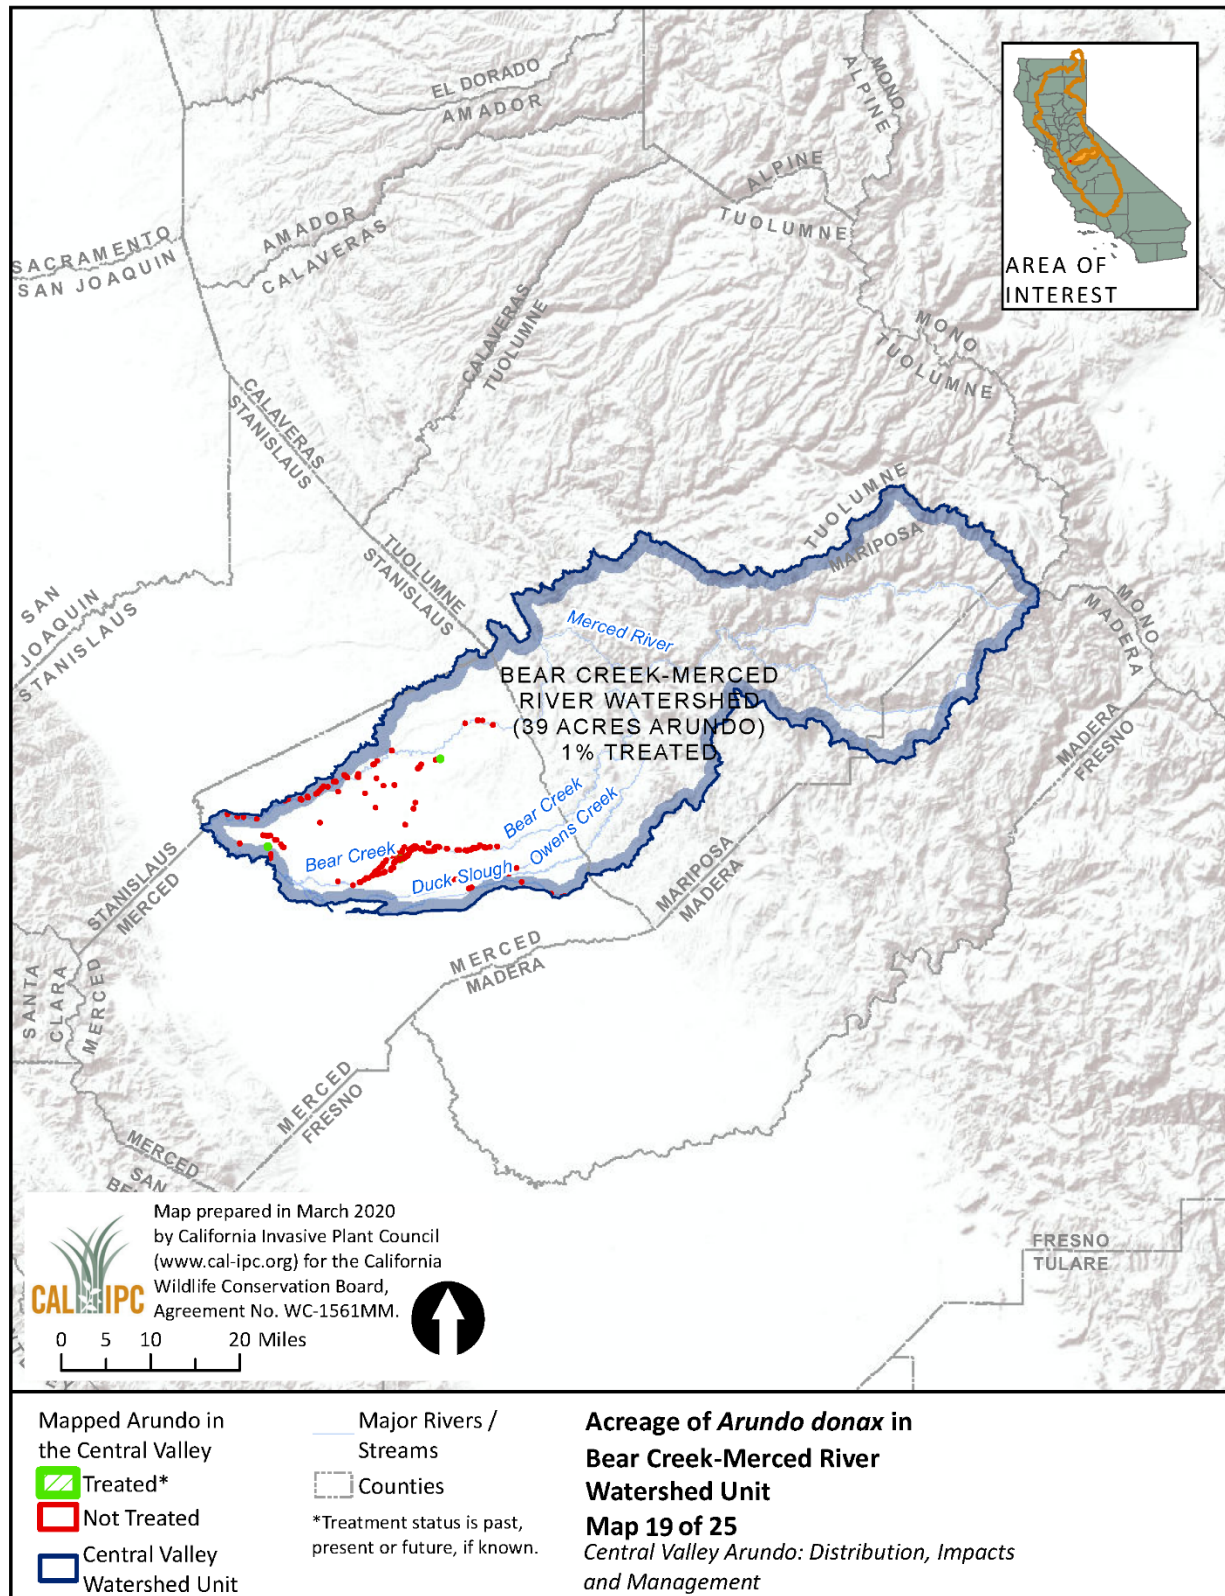 EL DORADO
AMADOR
MONO
ALPINE
ALPINE
TUOLUMNE
AMADOR
CALAVERAS
SACRAMENTO
SAN JOAQUIN
AREA OF
INTEREST
CALAVERAS
TUOLUMNE
MONO
TUOLUMNE
CALAVERAS
STANISLAUS
TUOLUMNE
MARIPOSA
TUOLUMNE
STANISLAUS
SAN
JOAQUIN
STANISLAUS
MONO
MADERA
Merced River
BEAR CREEK-MERCED
RIVER WATERSHED
(39 ACRES ARUNDO)
1% TREATED
MADERA
FRESNO
Bear Creek
Owens Creek
Bear Creek
Duck Slough
STANISLAUS
MERCED
MARIPOSA
MADERA
MERCED
MADERA
SANTA
CLARA
MERCED
MERCED
FRESNO
MERCED
SAN
FRESNO
TULARE
CAL-IPC
Map prepared in March 2020
by California Invasive Plant Council
(www.cal-ipc.org) for the California
Wildlife Conservation Board,
Agreement No. WC-1561MM.
0 5 10 20 Miles
Mapped Arundo in
the Central Valley
Treated*
Not Treated
Central Valley
Watershed Unit
Major Rivers /
Streams
Counties
*Treatment status is past,
present or future, if known.
Acreage of Arundo donax in
Bear Creek-Merced River
Watershed Unit
Map 19 of 25
Central Valley Arundo: Distribution, Impacts
and Management